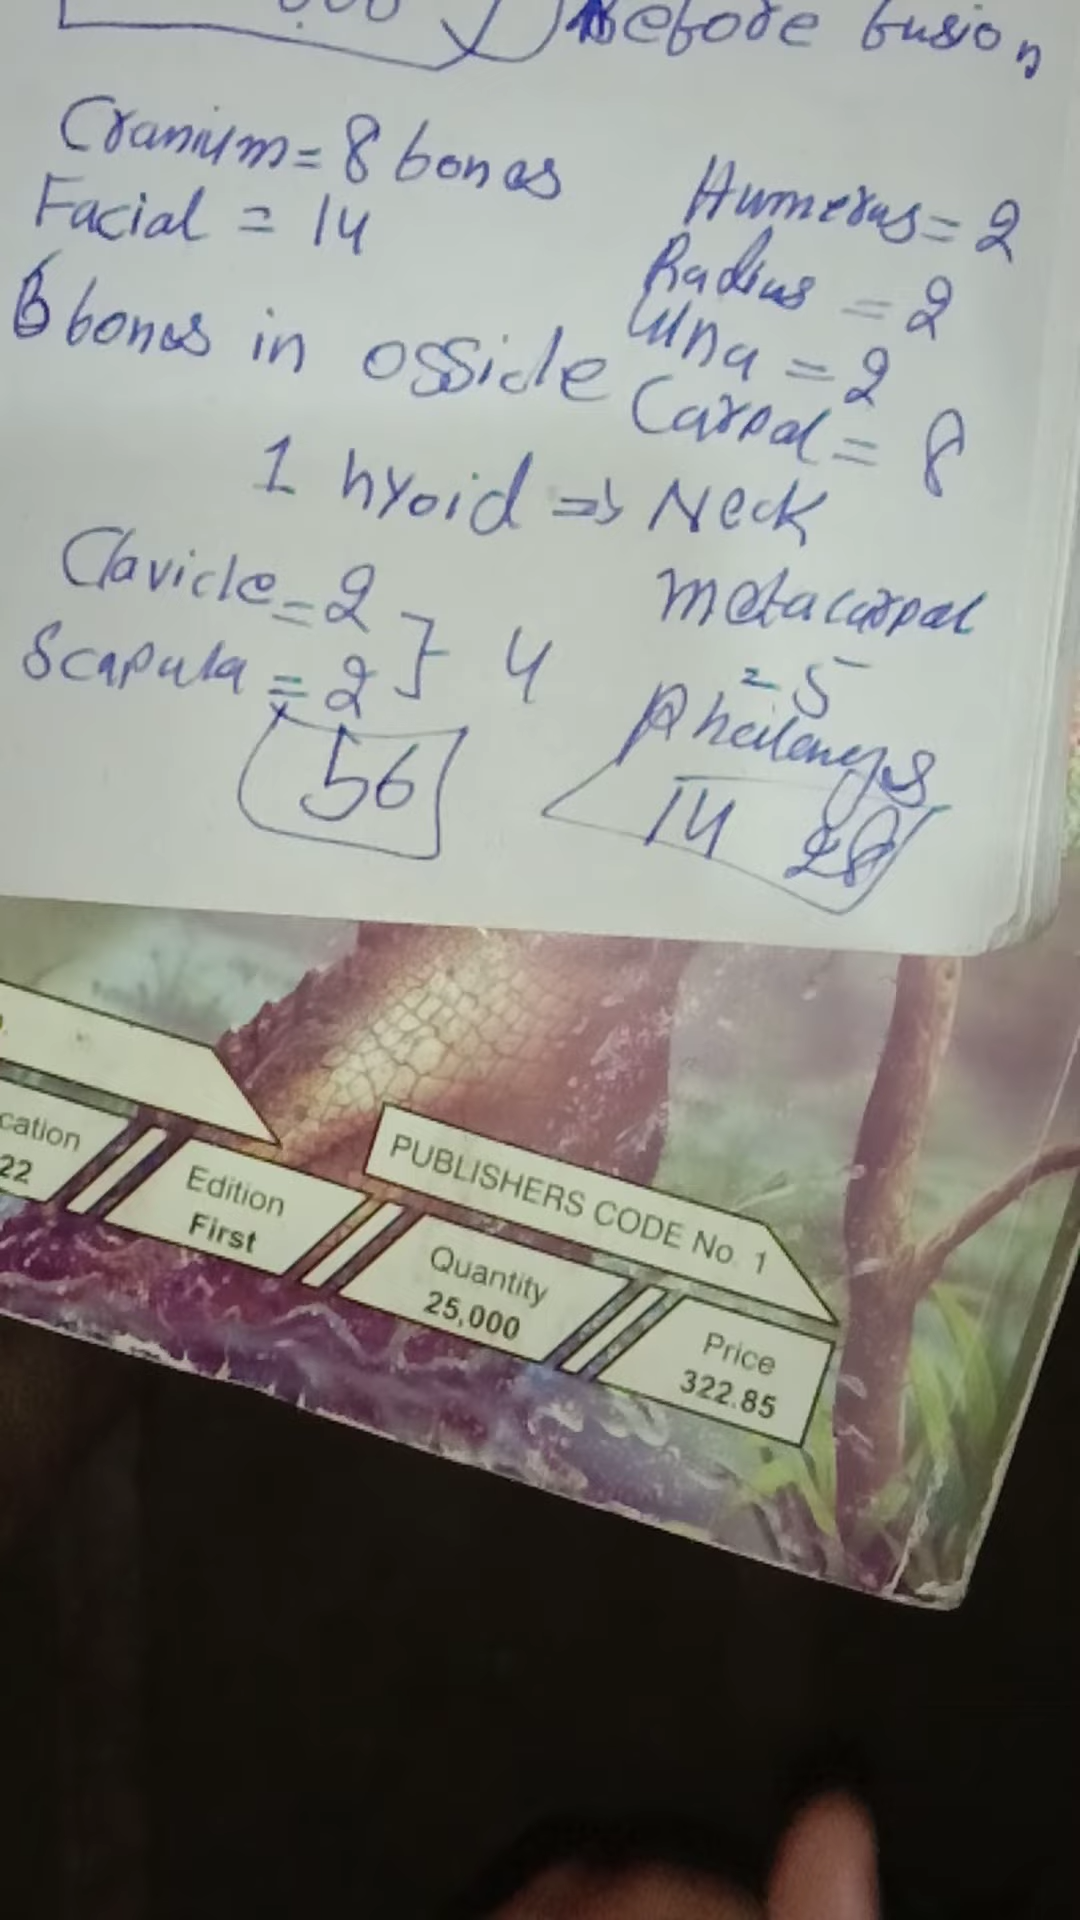 Before fusion
Cranium = 8 bones
Facial = 14
6 bones in ossicle
1 hyoid => Neck
Clavicle = 2
Scapula = 2 } 4
56
Humerus = 2
Radius = 2
Ulna = 2
Carpal = 8
metacarpal
= 5
14 28
cation
22
Edition
First
PUBLISHERS CODE No. 1
Quantity
25,000
Price
322.85